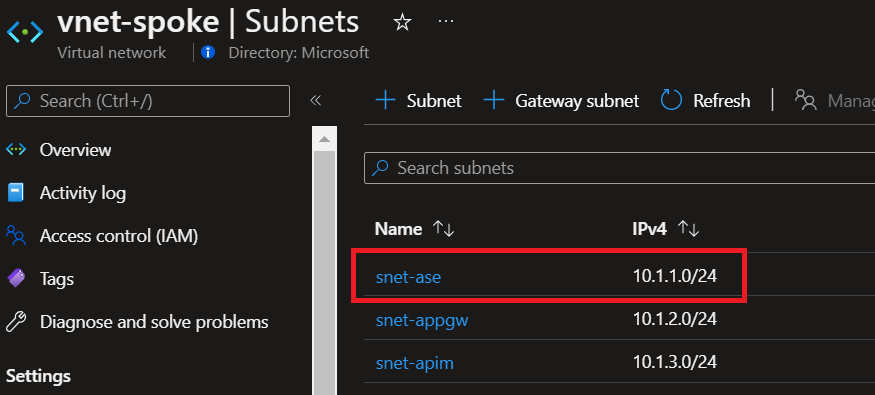 vnet-spoke | Subnets
Virtual network
Directory: Microsoft
Search (Ctrl+/)
Overview
Activity log
Access control (IAM)
Tags
Diagnose and solve problems
Settings
Subnet
Gateway subnet
Refresh
Search subnets
Name IPv4
snet-ase 10.1.1.0/24
snet-appgw 10.1.2.0/24
snet-apim 10.1.3.0/24